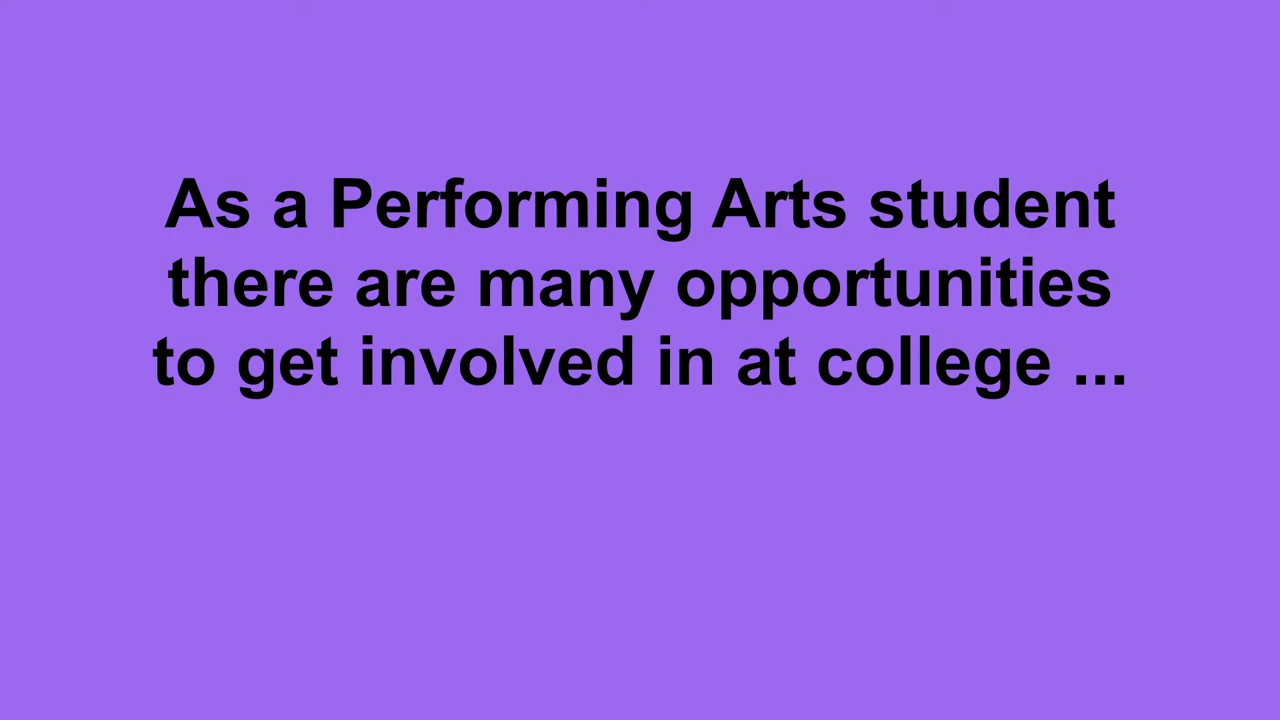 As a Performing Arts student
there are many opportunities
to get involved in at college ...